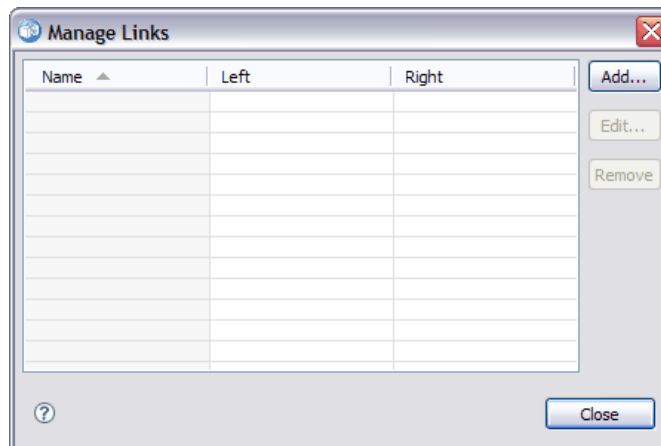 Manage Links
Name Left Right
Add...
Edit...
Remove
?
Close